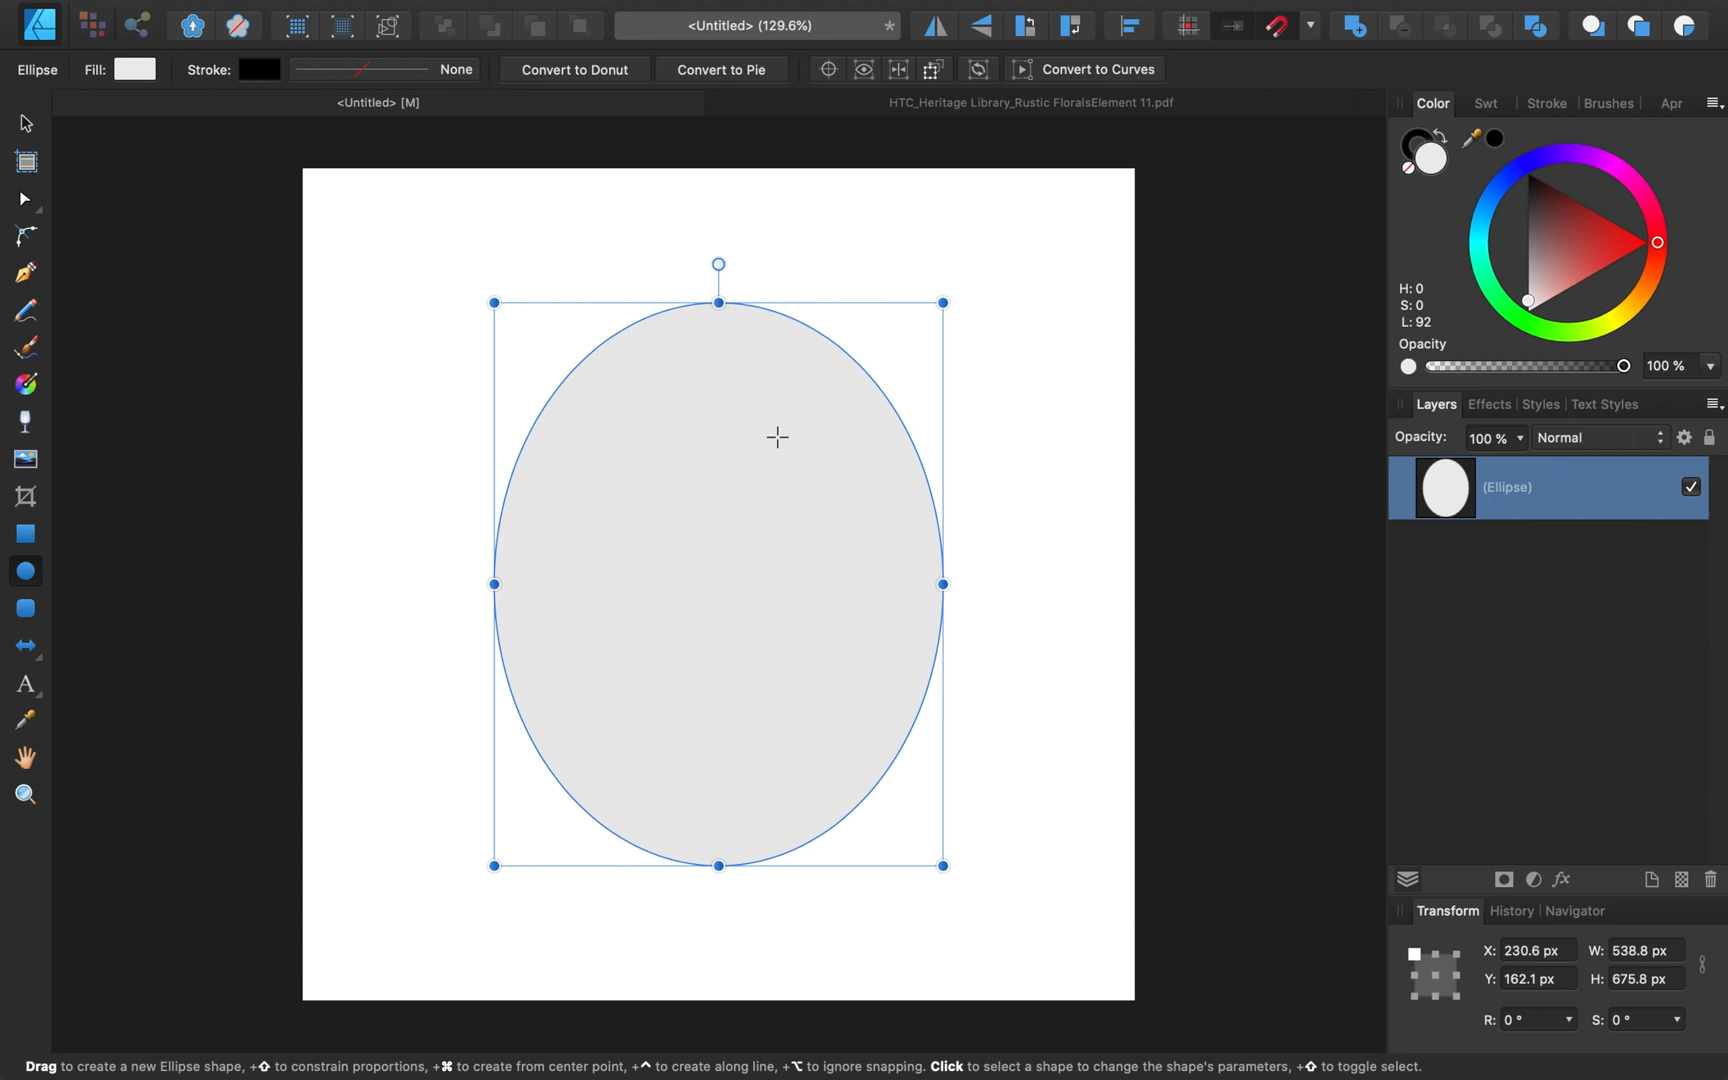 <Untitled> (129.6%) *
Ellipse Fill: Stroke: None Convert to Donut Convert to Pie Convert to Curves
<Untitled> [M] HTC_Heritage Library_Rustic FloralsElement 11.pdf
Color Swt Stroke Brushes Apr
H: 0
S: 0
L: 92
Opacity
100 %
Layers Effects Styles Text Styles
Opacity: 100 % Normal
(Ellipse)
fx
Transform History Navigator
X: 230.6 px W: 538.8 px
Y: 162.1 px H: 675.8 px
R: 0 ° S: 0 °
A
Drag to create a new Ellipse shape, +⇧ to constrain proportions, +⌘ to create from center point, +⌃ to create along line, +⌥ to ignore snapping. Click to select a shape to change the shape's parameters, +⇧ to toggle select.